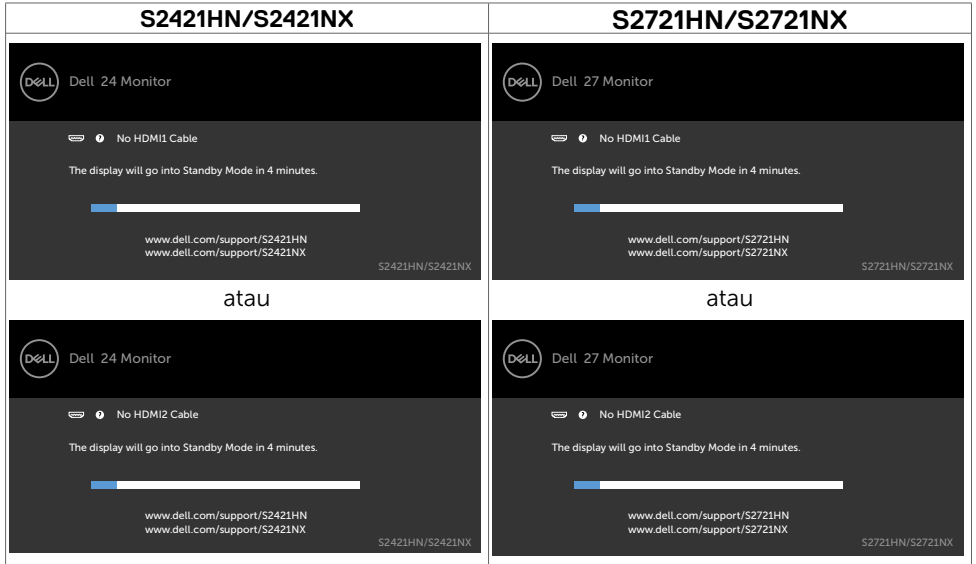 S2421HN/S2421NX
S2721HN/S2721NX
DELL Dell 24 Monitor
No HDMI1 Cable
The display will go into Standby Mode in 4 minutes.
www.dell.com/support/S2421HN
www.dell.com/support/S2421NX
S2421HN/S2421NX
DELL Dell 27 Monitor
No HDMI1 Cable
The display will go into Standby Mode in 4 minutes.
www.dell.com/support/S2721HN
www.dell.com/support/S2721NX
S2721HN/S2721NX
atau
atau
DELL Dell 24 Monitor
No HDMI2 Cable
The display will go into Standby Mode in 4 minutes.
www.dell.com/support/S2421HN
www.dell.com/support/S2421NX
S2421HN/S2421NX
DELL Dell 27 Monitor
No HDMI2 Cable
The display will go into Standby Mode in 4 minutes.
www.dell.com/support/S2721HN
www.dell.com/support/S2721NX
S2721HN/S2721NX